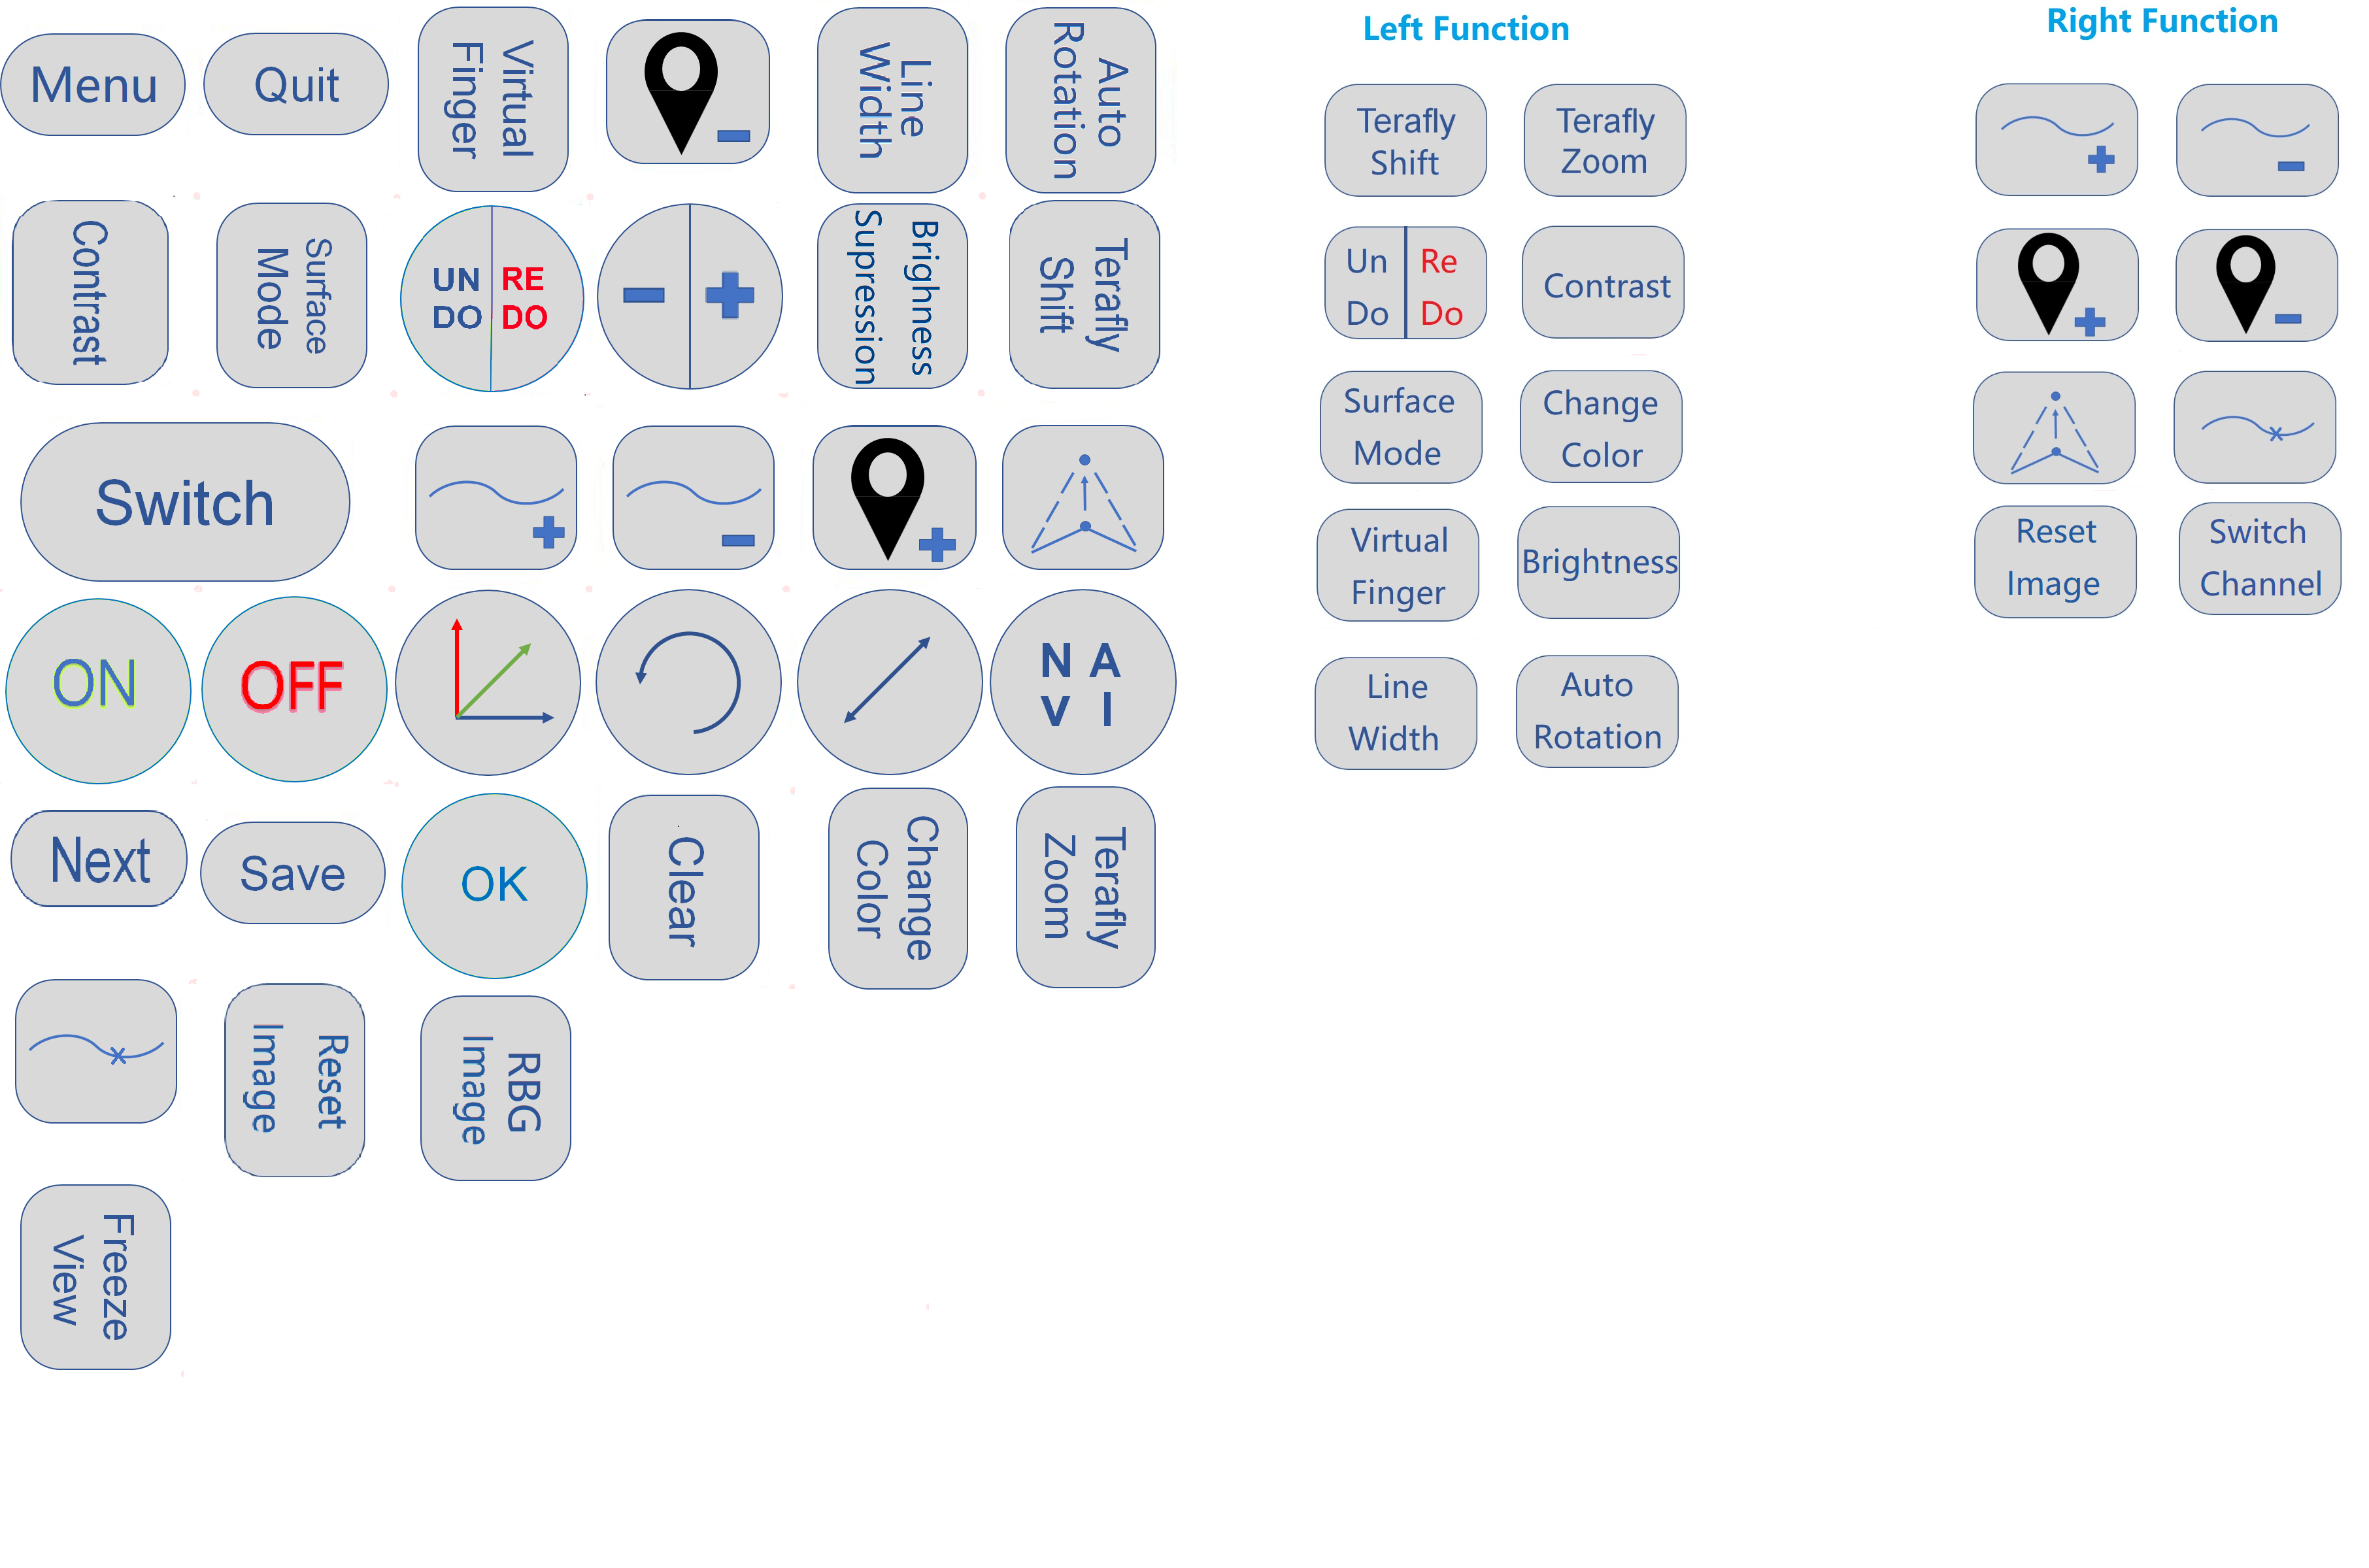 Menu
Quit
Virtual
Finger
Line
Width
Auto
Rotation
Contrast
Surface
Mode
UN
DO
RE
DO
Brighness
Supression
Terafly
Shift
Switch
ON
OFF
N A
V I
Next
Save
OK
Clear
Change
Color
Terafly
Zoom
Reset
Image
RBG
Image
Freeze
View
Left Function
Terafly
Shift
Terafly
Zoom
Un
Do
Re
Do
Contrast
Surface
Mode
Change
Color
Virtual
Finger
Brightness
Line
Width
Auto
Rotation
Right Function
Reset
Image
Switch
Channel